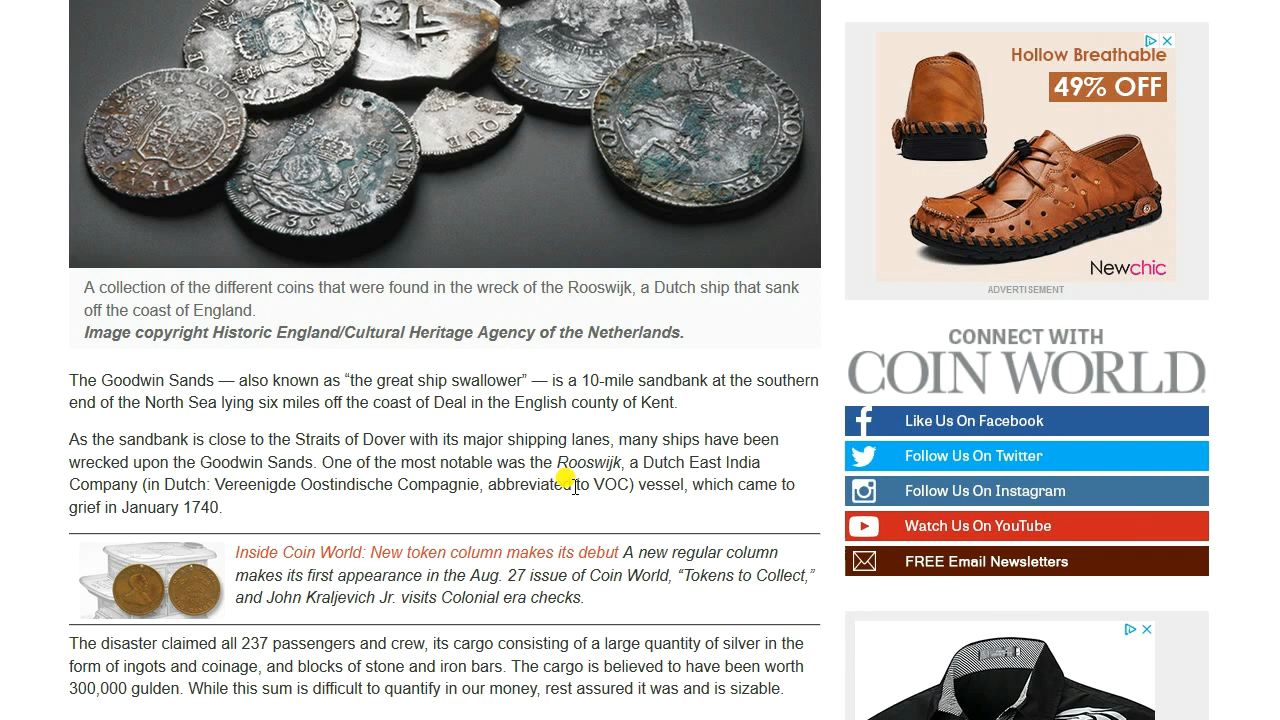 Hollow Breathable
49% OFF
Newchic
ADVERTISEMENT
A collection of the different coins that were found in the wreck of the Rooswijk, a Dutch ship that sank
off the coast of England.
Image copyright Historic England/Cultural Heritage Agency of the Netherlands.
The Goodwin Sands — also known as “the great ship swallower” — is a 10-mile sandbank at the southern
end of the North Sea lying six miles off the coast of Deal in the English county of Kent.
As the sandbank is close to the Straits of Dover with its major shipping lanes, many ships have been
wrecked upon the Goodwin Sands. One of the most notable was the Rooswijk, a Dutch East India
Company (in Dutch: Vereenigde Oostindische Compagnie, abbreviated to VOC) vessel, which came to
grief in January 1740.
Inside Coin World: New token column makes its debut A new regular column
makes its first appearance in the Aug. 27 issue of Coin World, “Tokens to Collect,”
and John Kraljevich Jr. visits Colonial era checks.
The disaster claimed all 237 passengers and crew, its cargo consisting of a large quantity of silver in the
form of ingots and coinage, and blocks of stone and iron bars. The cargo is believed to have been worth
300,000 gulden. While this sum is difficult to quantify in our money, rest assured it was and is sizable.
CONNECT WITH
COIN WORLD
Like Us On Facebook
Follow Us On Twitter
Follow Us On Instagram
Watch Us On YouTube
FREE Email Newsletters